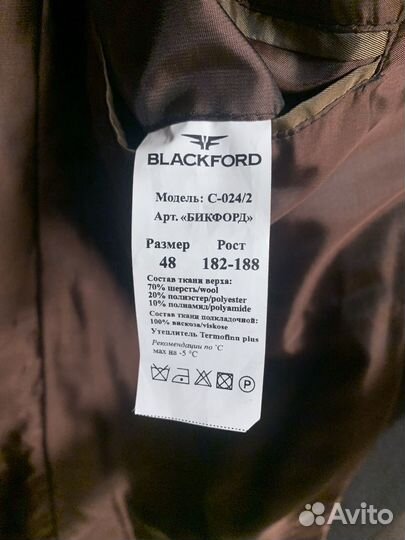 BLACKFORD
Модель: С-024/2
Арт. «БИКФОРД»
Размер Рост
48 182-188
Состав ткани верха:
70% шерсть/wool
20% полиэстер/polyester
10% полиамид/polyamide
Состав ткани подкладочной:
100% вискоза/viskose
Утеплитель Termofinn plus
Рекомендации по °C
мах на -5 °C
P
Avito